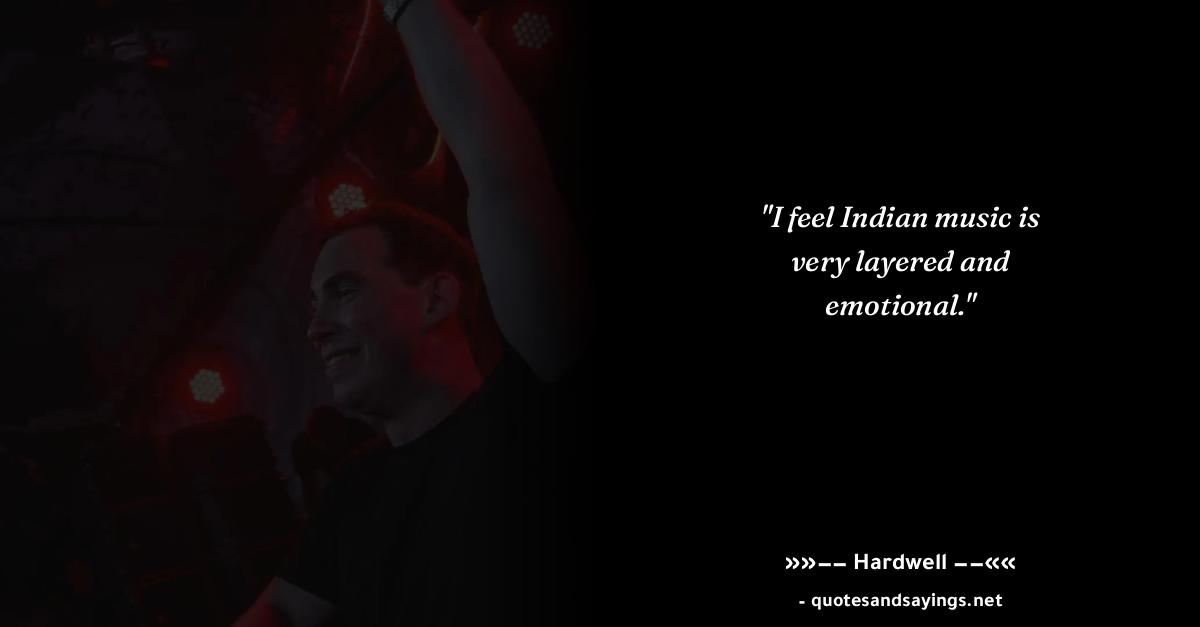 "I feel Indian music is
very layered and
emotional."
»»−− Hardwell −−««
- quotesandsayings.net